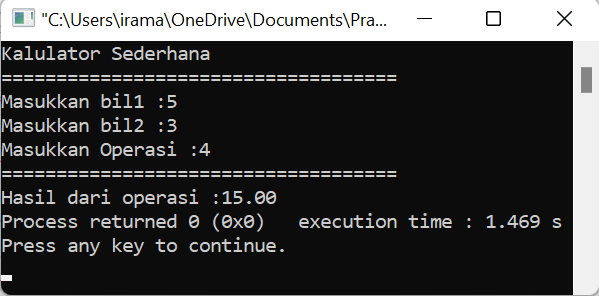 "C:\Users\irama\OneDrive\Documents\Pra...
Kalulator Sederhana
====================================
Masukkan bil1 :5
Masukkan bil2 :3
Masukkan Operasi :4
====================================
Hasil dari operasi :15.00
Process returned 0 (0x0)   execution time : 1.469 s
Press any key to continue.